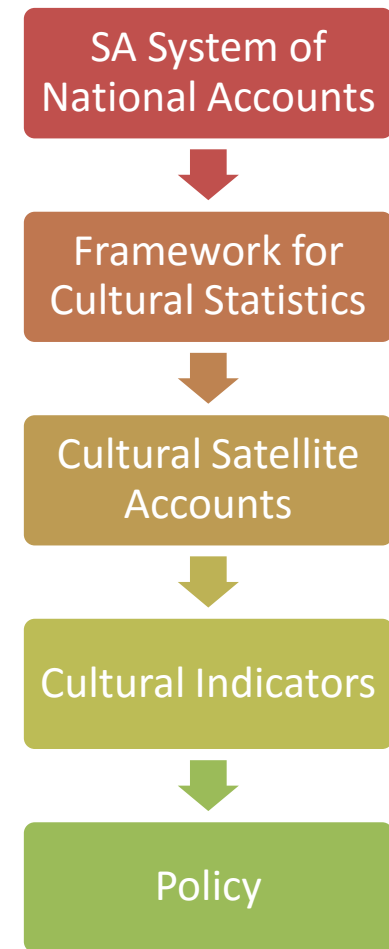 SA System of
National Accounts
Framework for
Cultural Statistics
Cultural Satellite
Accounts
Cultural Indicators
Policy